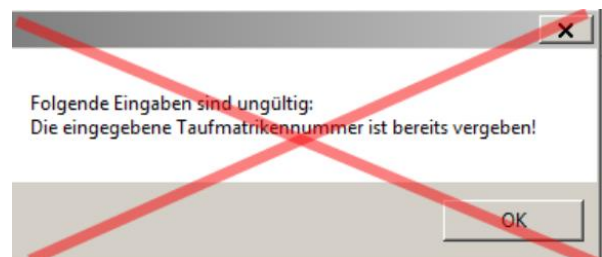 Folgende Eingaben sind ungültig:
Die eingegebene Taufmatrikennummer ist bereits vergeben!
OK